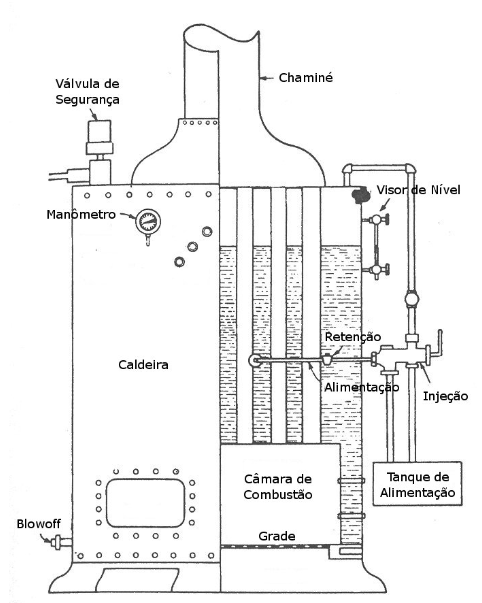 Chaminé
Válvula de
Segurança
Visor de Nível
Manômetro
Retenção
Caldeira
Alimentação
Injeção
Câmara de
Combustão
Tanque de
Alimentação
Blowoff
Grade